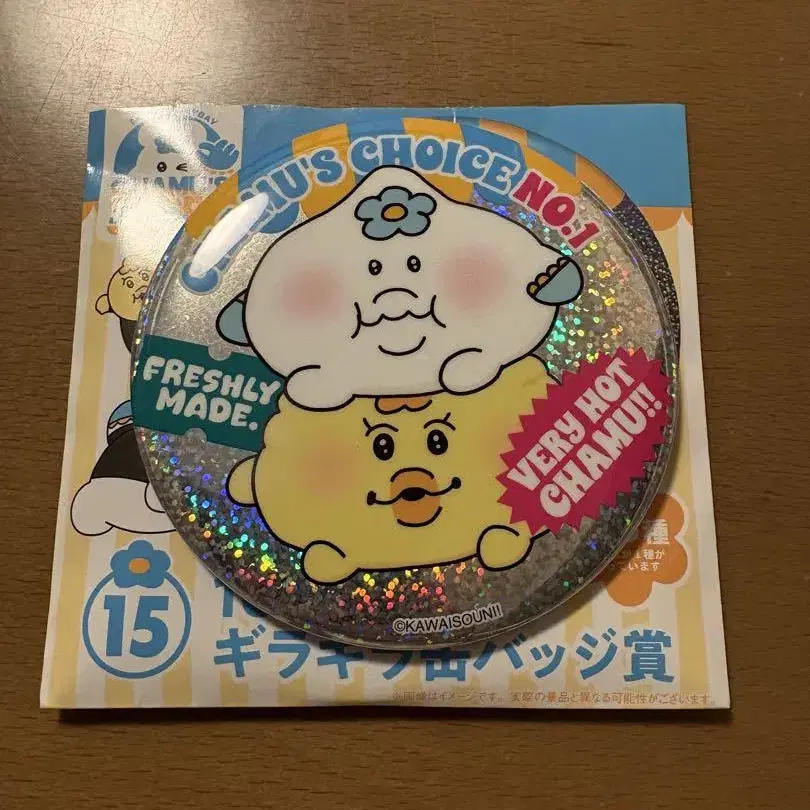 CHAMU'S CHOICE NO.1
FRESHLY
MADE.
VERY HOT
CHAMU!!
©KAWAISOUNI!!
種
15
ギラギラ缶バッジ賞
※画像はイメージです。実際の景品と異なる可能性がございます。